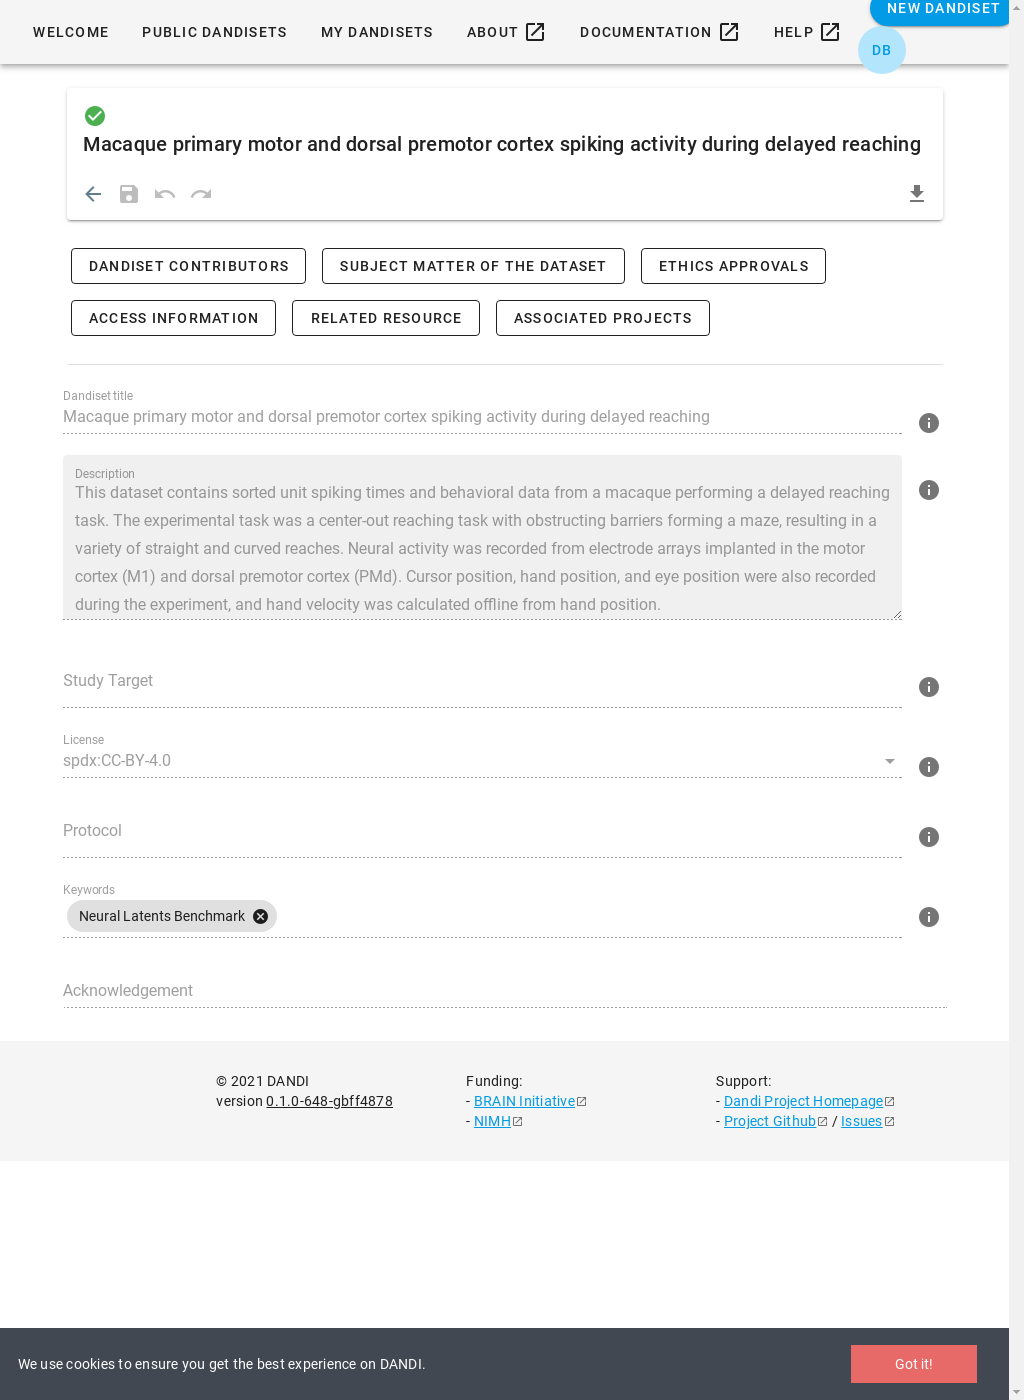 WELCOME
PUBLIC DANDISETS
MY DANDISETS
ABOUT
DOCUMENTATION
HELP
NEW DANDISET
DB
Macaque primary motor and dorsal premotor cortex spiking activity during delayed reaching
DANDISET CONTRIBUTORS
SUBJECT MATTER OF THE DATASET
ETHICS APPROVALS
ACCESS INFORMATION
RELATED RESOURCE
ASSOCIATED PROJECTS
Dandiset title
Macaque primary motor and dorsal premotor cortex spiking activity during delayed reaching
Description
This dataset contains sorted unit spiking times and behavioral data from a macaque performing a delayed reaching
task. The experimental task was a center-out reaching task with obstructing barriers forming a maze, resulting in a
variety of straight and curved reaches. Neural activity was recorded from electrode arrays implanted in the motor
cortex (M1) and dorsal premotor cortex (PMd). Cursor position, hand position, and eye position were also recorded
during the experiment, and hand velocity was calculated offline from hand position.
Study Target
License
spdx:CC-BY-4.0
Protocol
Keywords
Neural Latents Benchmark
Acknowledgement
© 2021 DANDI
version 0.1.0-648-gbff4878
Funding:
- BRAIN Initiative
- NIMH
Support:
- Dandi Project Homepage
- Project Github / Issues
We use cookies to ensure you get the best experience on DANDI.
Got it!